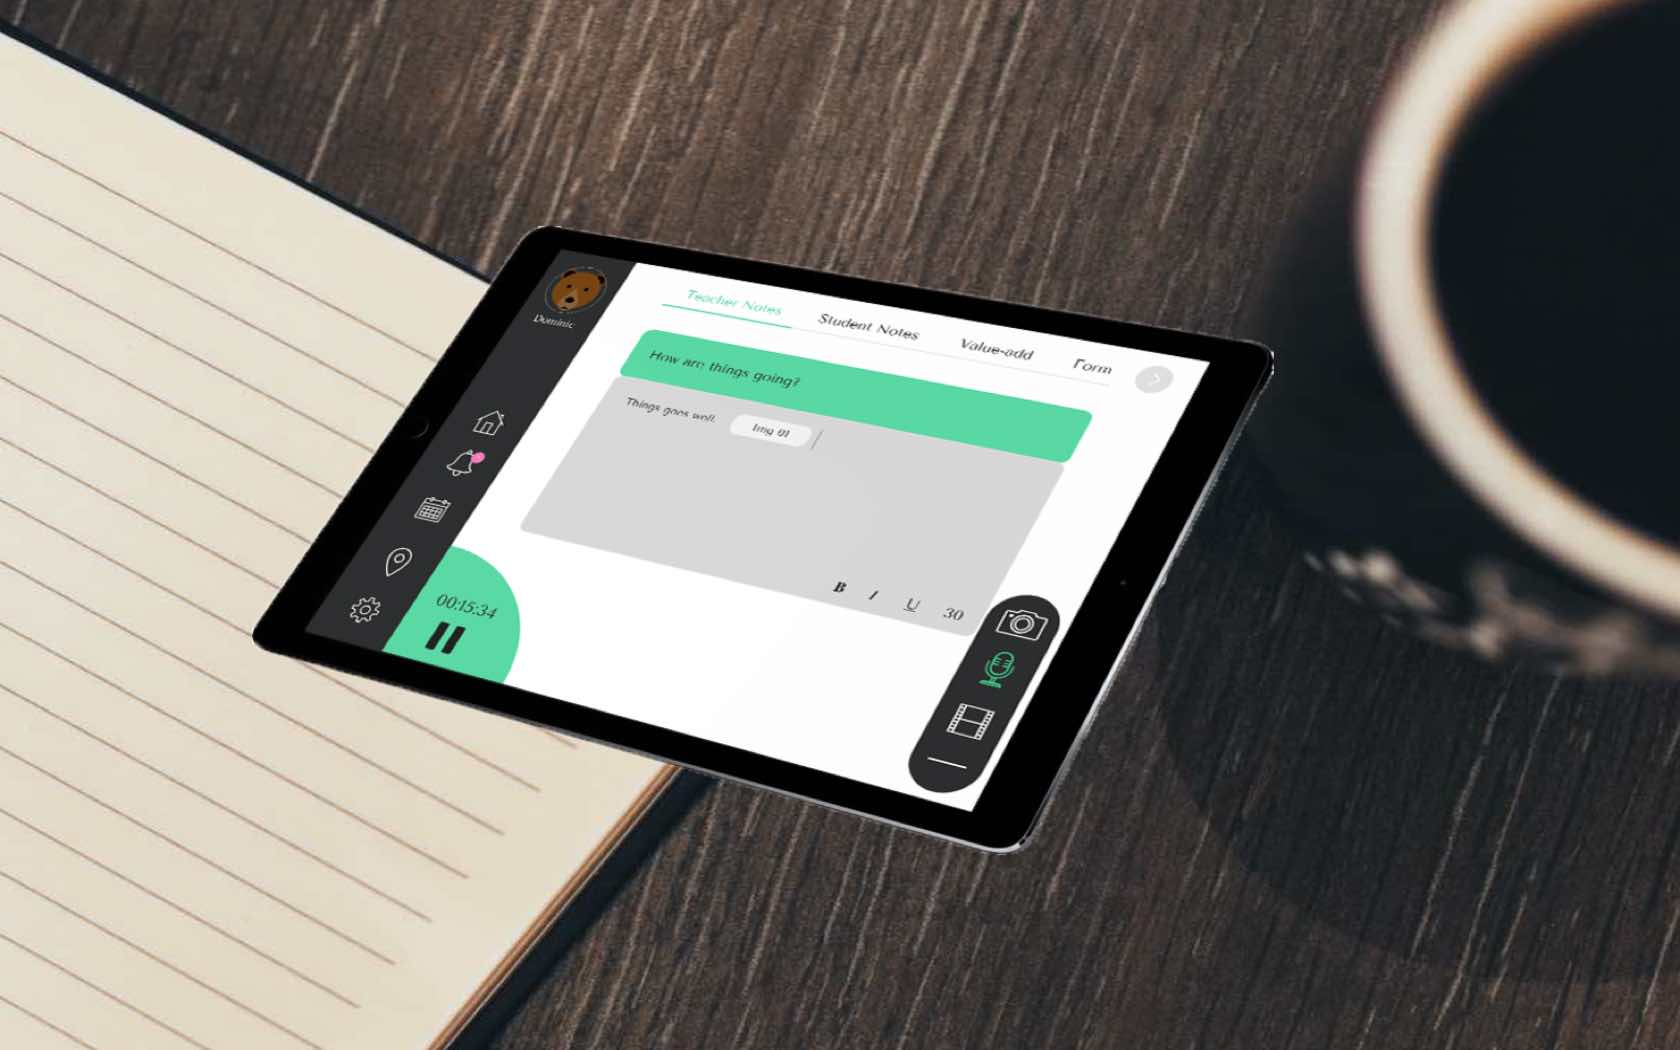 Dominic
Teacher Notes
Student Notes
Value-add
Form
How are things going?
Things goes well.
Img 01
B I U 30
00:15:34